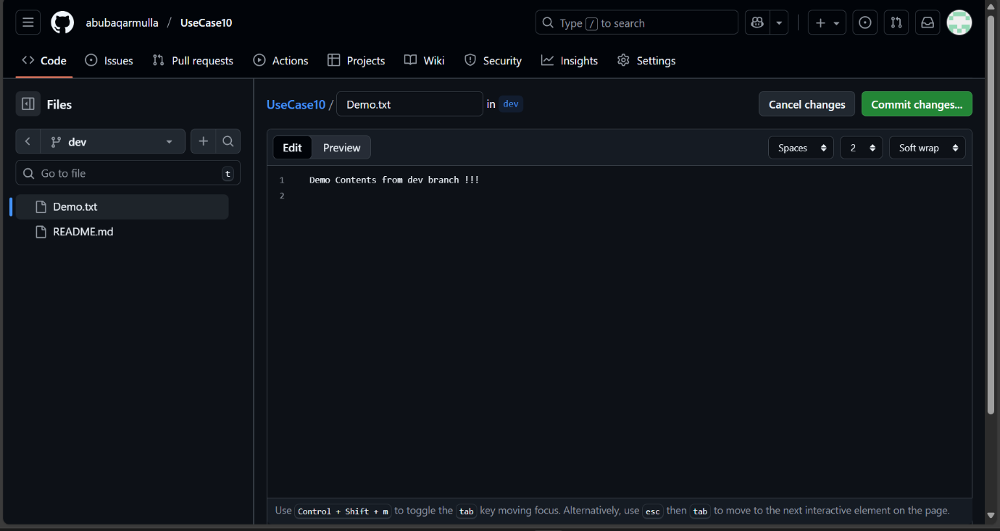 abubaqarmulla / UseCase10
Type / to search
Code Issues Pull requests Actions Projects Wiki Security Insights Settings
Files
UseCase10 / Demo.txt in dev
Cancel changes Commit changes...
dev
Edit Preview
Spaces 2 Soft wrap
Go to file t
1 Demo Contents from dev branch !!!
2
Demo.txt
README.md
Use Control + Shift + m to toggle the tab key moving focus. Alternatively, use esc then tab to move to the next interactive element on the page.